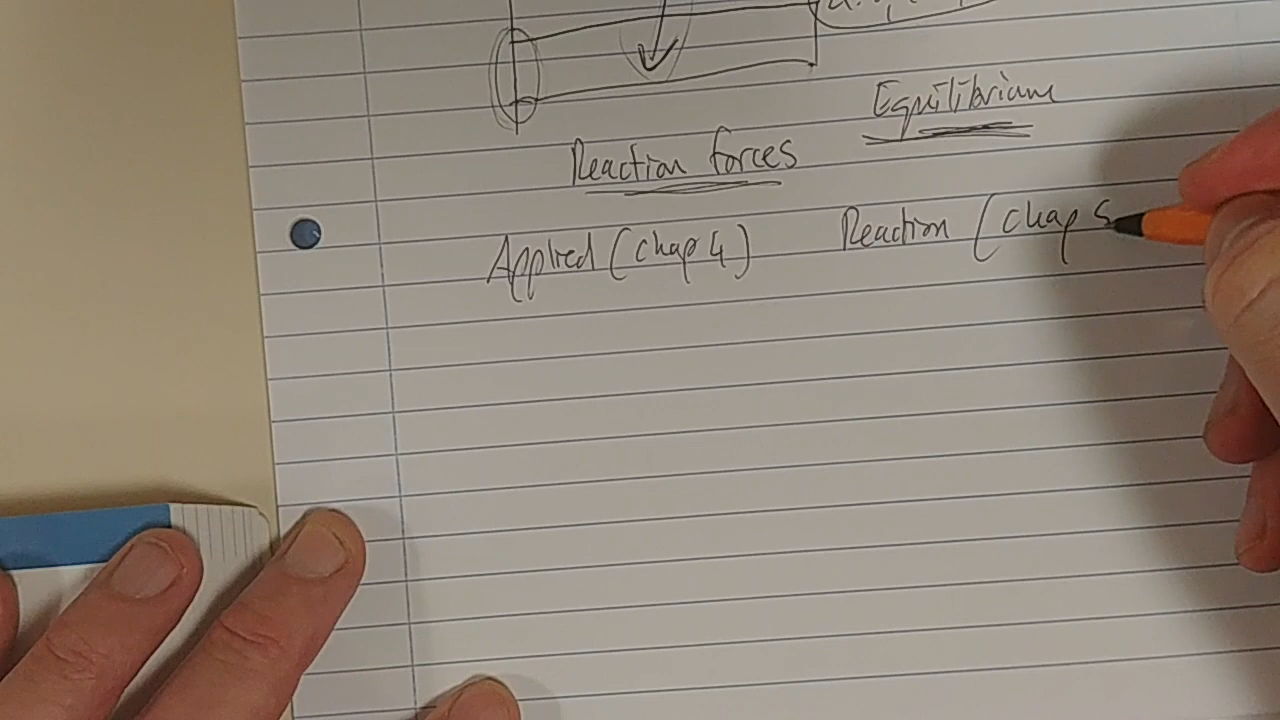 Equilibrium
Reaction forces
Applied (chap 4) Reaction (chap 5